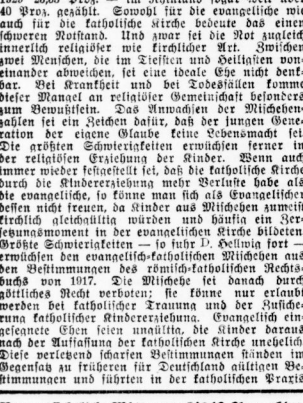 40 Proz. gezählt. Sowohl für die evangelische wie
auch für die katholische Kirche bedeute das einen
schweren Notstand. Und zwar sei die Not zugleich
innerlich religiöser wie kirchlicher Art. Zwischen
zwei Menschen, die im Tiefsten und Heiligsten von-
einander abweichen, sei eine ideale Ehe nicht denk-
bar. Bei Krankheit und bei Todesfällen komme
dieser Mangel an religiöser Gemeinschaft besonders
zum Bewußtsein. Das Anwachsen der Mischehen-
zahlen sei ein Zeichen dafür, daß der jungen Gene-
ration der eigene Glaube keine Lebensmacht sei.
Die größten Schwierigkeiten erwüchsen ferner in
der religiösen Erziehung der Kinder. Wenn auch
immer wieder festgestellt sei, daß die katholische Kirche
durch die Kindererziehung mehr Verluste habe als
die evangelische, so könne man sich als Evangelischer
dessen nicht freuen, da Kinder aus Mischehen zumeist
kirchlich gleichgültig würden und häufig ein Zer-
setzungsmoment in der evangelischen Kirche bildeten.
Größte Schwierigkeiten — so fuhr D. Hellwig fort —
erwüchsen den evangelisch-katholischen Mischehen aus
den Bestimmungen des römisch-katholischen Rechts-
buchs von 1917. Die Mischehe sei danach durch
göttliches Recht verboten; sie könne nur erlaubt
werden bei katholischer Trauung und der Zusiche-
rung katholischer Kindererziehung. Evangelisch ein-
gesegnete Ehen seien ungültig, die Kinder daraus
nach der Auffassung der katholischen Kirche unehelich.
Diese verletzend scharfen Bestimmungen ständen im
Gegensatz zu früheren für Deutschland gültigen Be-
stimmungen und führten in der katholischen Praxis